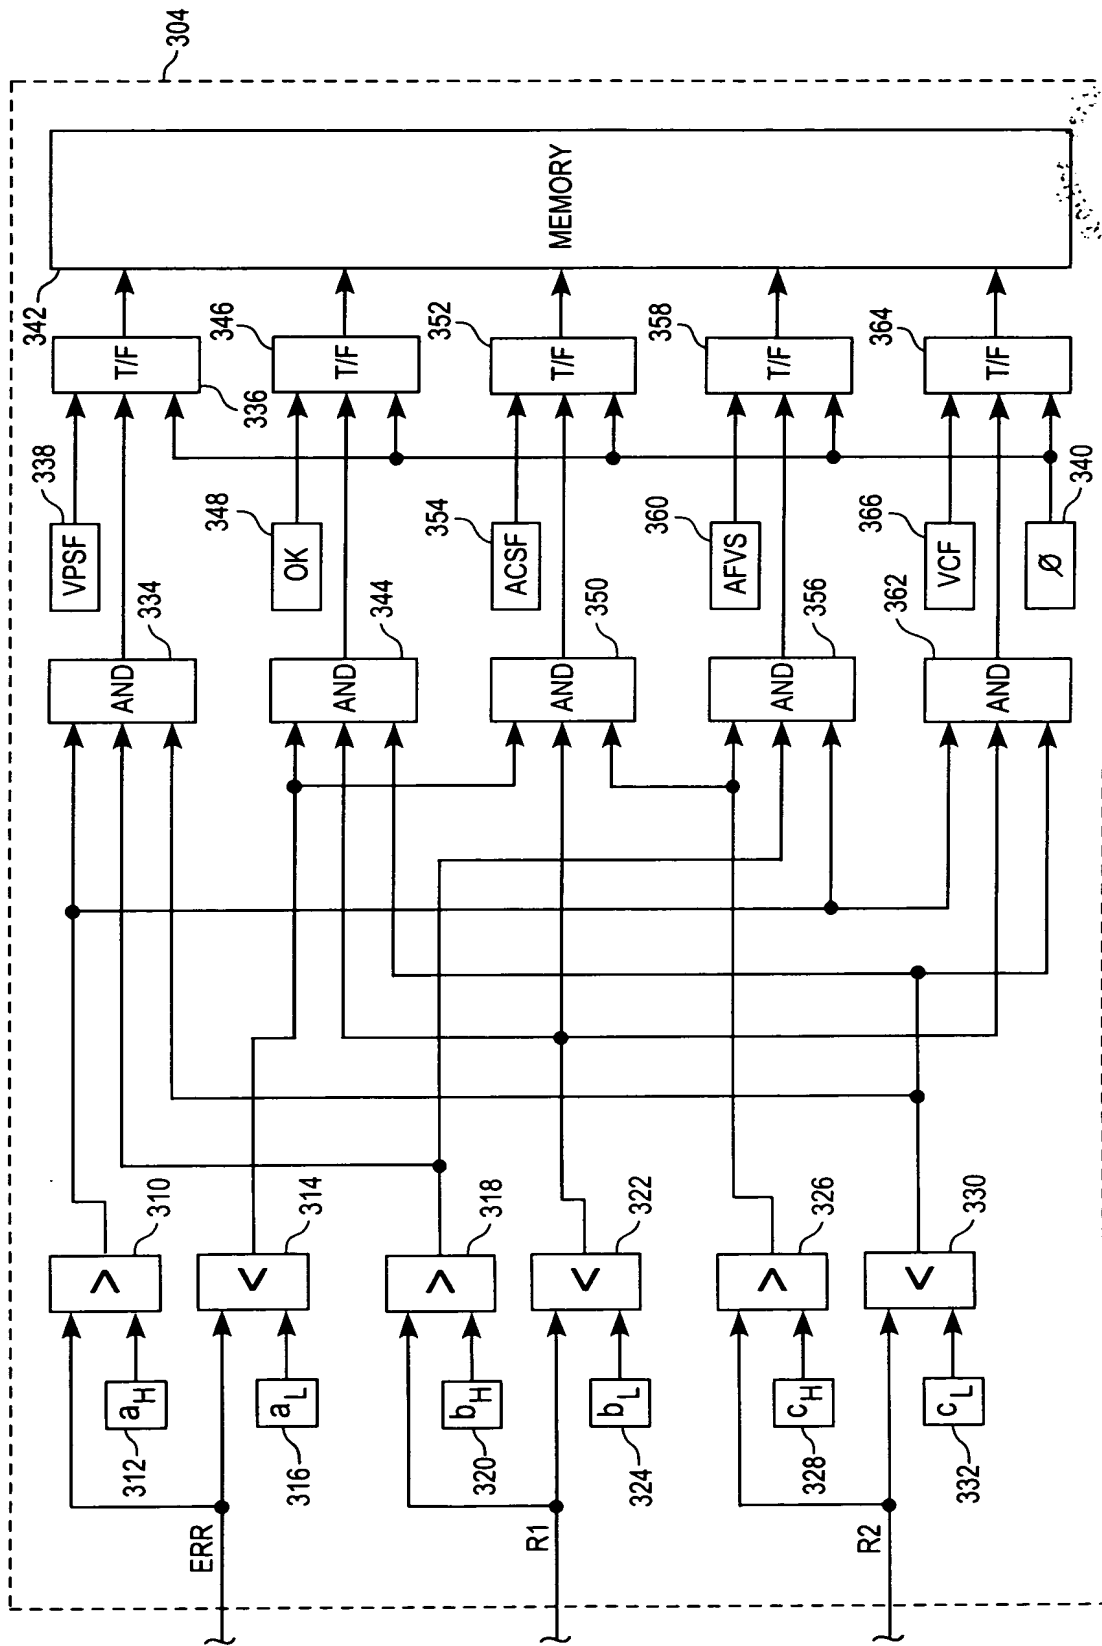 304
ERR
312
a_H
>
310
316
a_L
<
314
R1
320
b_H
>
318
324
b_L
<
322
R2
328
c_H
>
326
332
c_L
<
330
AND
334
VPSF
338
T/F
336
342
AND
344
OK
348
T/F
346
AND
350
ACSF
354
T/F
352
MEMORY
AND
356
AFVS
360
T/F
358
AND
362
VCF
366
T/F
364
Ø
340